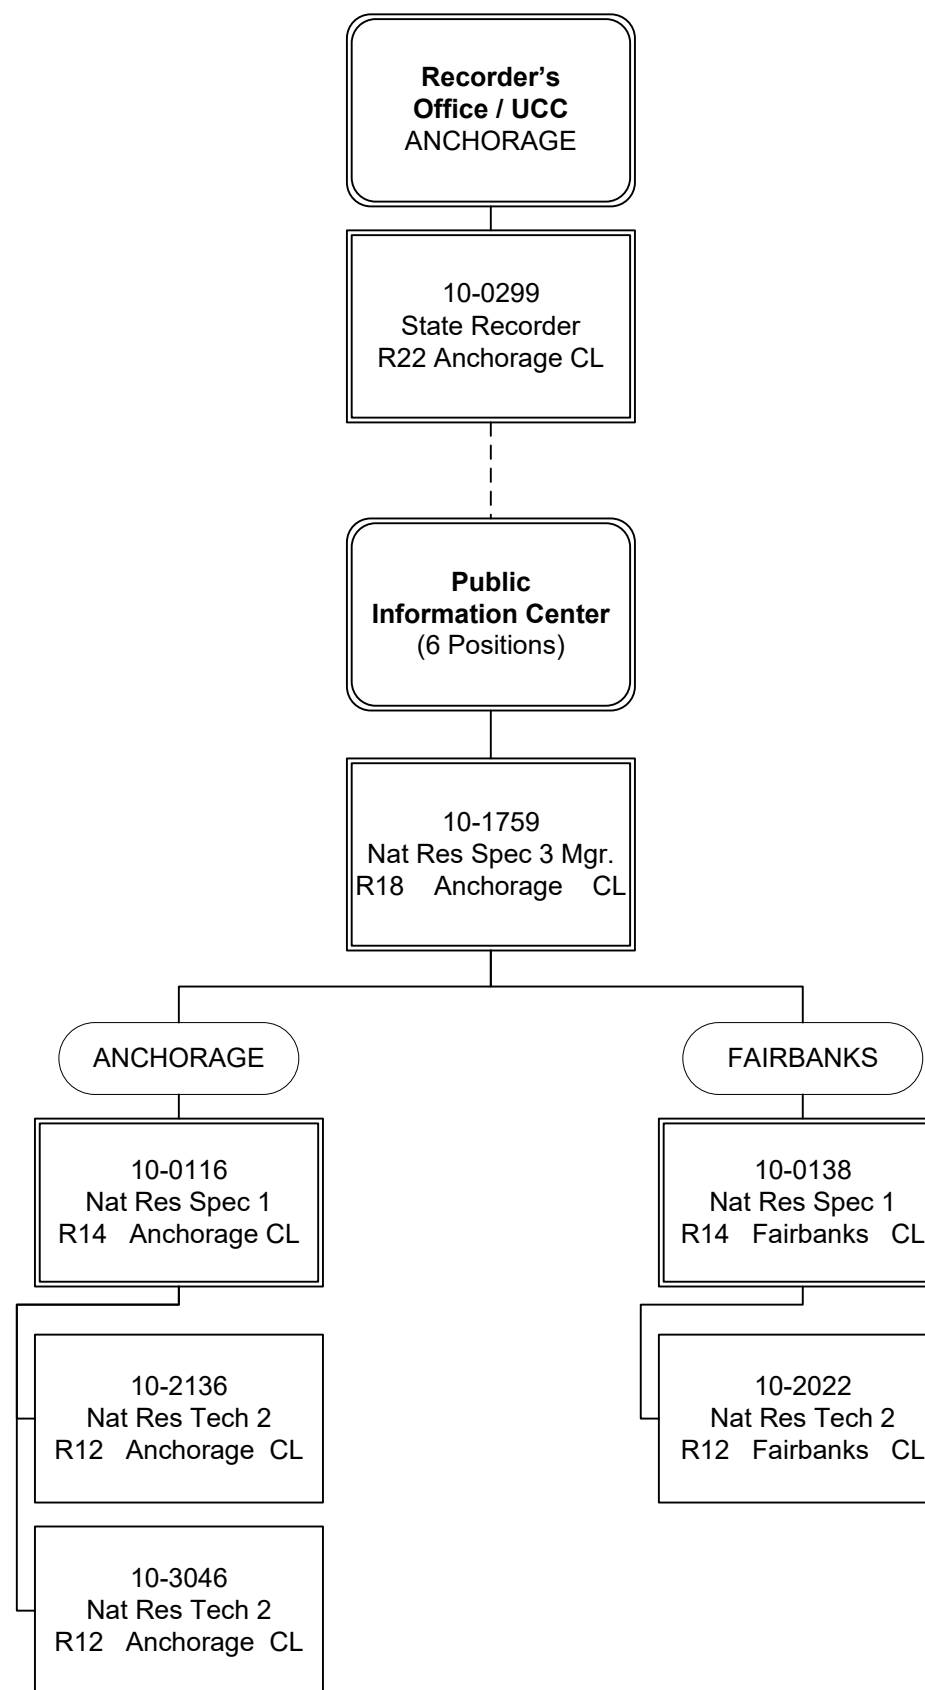 Recorder's
Office / UCC
ANCHORAGE
10-0299
State Recorder
R22 Anchorage CL
Public
Information Center
(6 Positions)
10-1759
Nat Res Spec 3 Mgr.
R18 Anchorage CL
ANCHORAGE
10-0116
Nat Res Spec 1
R14 Anchorage CL
10-2136
Nat Res Tech 2
R12 Anchorage CL
10-3046
Nat Res Tech 2
R12 Anchorage CL
FAIRBANKS
10-0138
Nat Res Spec 1
R14 Fairbanks CL
10-2022
Nat Res Tech 2
R12 Fairbanks CL